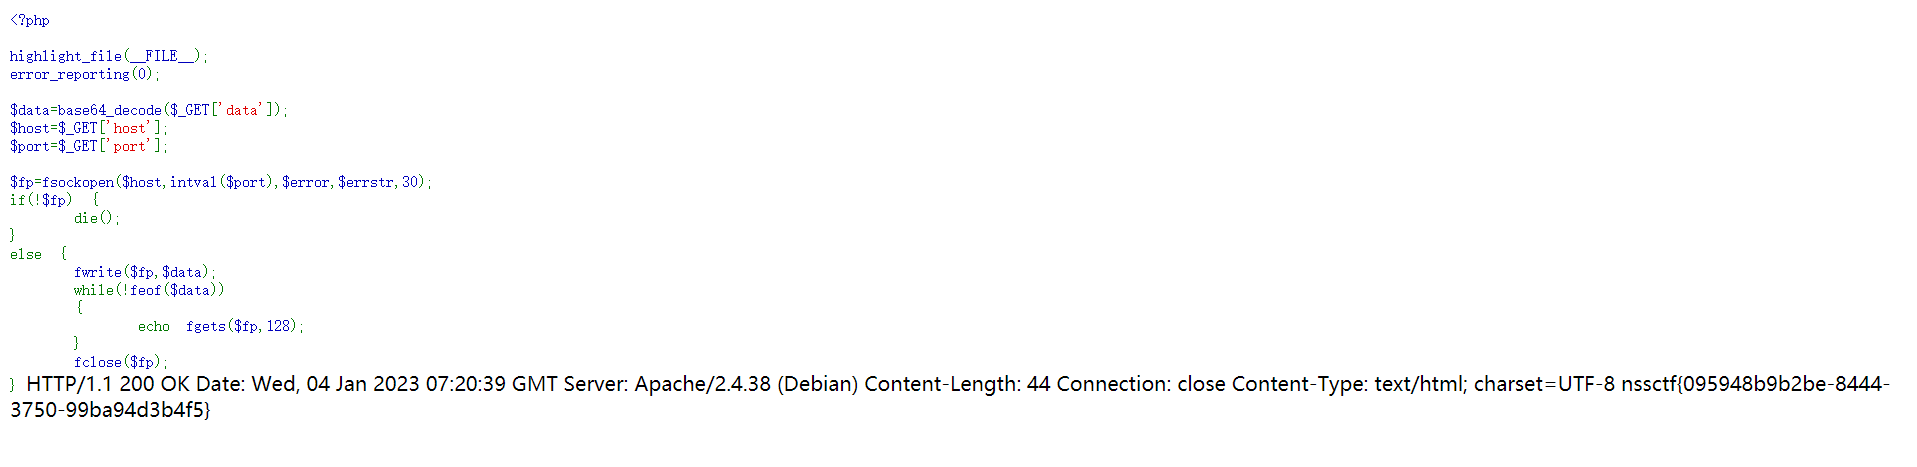 <?php
highlight_file(__FILE__);
error_reporting(0);
$data=base64_decode($_GET['data']);
$host=$_GET['host'];
$port=$_GET['port'];
$fp=fsockopen($host,intval($port),$error,$errstr,30);
if(!$fp) {
die();
}
else {
fwrite($fp,$data);
while(!feof($data))
{
echo fgets($fp,128);
}
fclose($fp);
} HTTP/1.1 200 OK Date: Wed, 04 Jan 2023 07:20:39 GMT Server: Apache/2.4.38 (Debian) Content-Length: 44 Connection: close Content-Type: text/html; charset=UTF-8 nssctf{095948b9b2be-8444-
3750-99ba94d3b4f5}